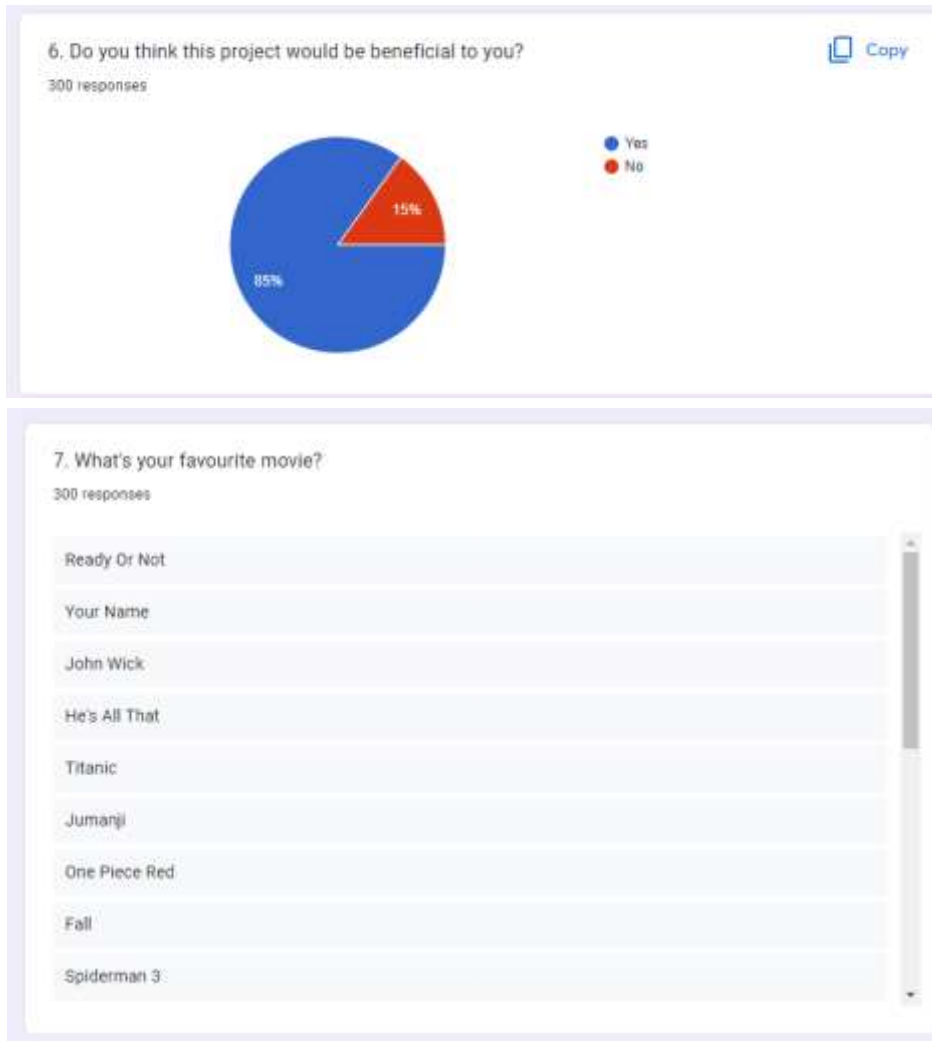 6. Do you think this project would be beneficial to you?
Copy
300 responses
Yes
No
15%
85%
7. What's your favourite movie?
300 responses
Ready Or Not
Your Name
John Wick
He's All That
Titanic
Jumanji
One Piece Red
Fall
Spiderman 3